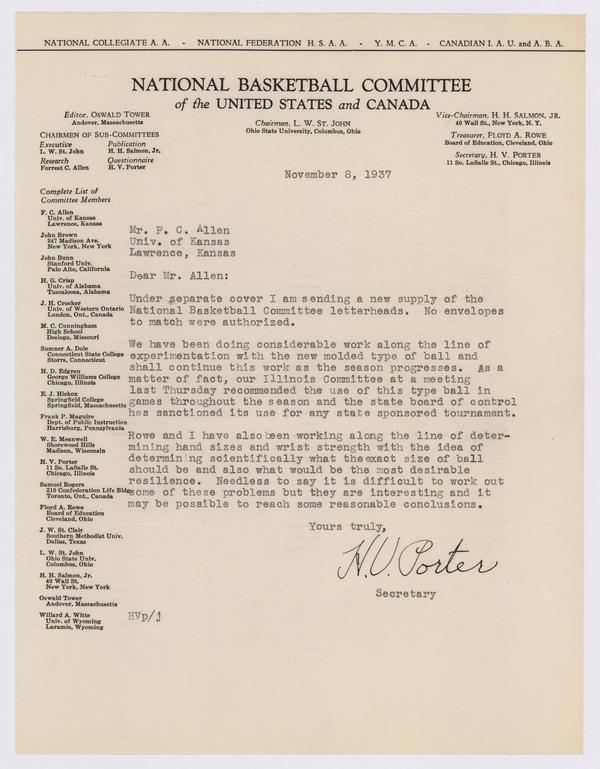 NATIONAL COLLEGIATE A. A. - NATIONAL FEDERATION H. S. A. A. - Y. M. C. A. - CANADIAN I. A. U. and A. B. A.
NATIONAL BASKETBALL COMMITTEE
of the UNITED STATES and CANADA
Editor, OSWALD TOWER
Andover, Massachusetts
Chairman, L. W. ST. JOHN
Ohio State University, Columbus, Ohio
Vice-Chairman, H. H. SALMON, JR.
40 Wall St., New York, N. Y.
Treasurer, FLOYD A. ROWE
Board of Education, Cleveland, Ohio
Secretary, H. V. PORTER
11 So. LaSalle St., Chicago, Illinois
CHAIRMEN OF SUB-COMMITTEES
Executive Publication
L. W. St. John H. H. Salmon, Jr.
Research Questionnaire
Forrest C. Allen H. V. Porter
Complete List of
Committee Members
F. C. Allen
Univ. of Kansas
Lawrence, Kansas
John Brown
347 Madison Ave.
New York, New York
John Bunn
Stanford Univ.
Palo Alto, California
H. G. Crisp
Univ. of Alabama
Tuscaloosa, Alabama
J. H. Crocker
Univ. of Western Ontario
London, Ont., Canada
M. C. Cunningham
High School
Desloge, Missouri
Sumner A. Dole
Connecticut State College
Storrs, Connecticut
H. D. Edgren
George Williams College
Chicago, Illinois
E. J. Hickox
Springfield College
Springfield, Massachusetts
Frank P. Maguire
Dept. of Public Instruction
Harrisburg, Pennsylvania
W. E. Meanwell
Shorewood Hills
Madison, Wisconsin
H. V. Porter
11 So. LaSalle St.
Chicago, Illinois
Samuel Rogers
210 Confederation Life Bldg.
Toronto, Ont., Canada
Floyd A. Rowe
Board of Education
Cleveland, Ohio
J. W. St. Clair
Southern Methodist Univ.
Dallas, Texas
L. W. St. John
Ohio State Univ.
Columbus, Ohio
H. H. Salmon, Jr.
40 Wall St.
New York, New York
Oswald Tower
Andover, Massachusetts
Willard A. Witte
Univ. of Wyoming
Laramie, Wyoming
November 8, 1937
Mr. F. C. Allen
Univ. of Kansas
Lawrence, Kansas
Dear Mr. Allen:
Under separate cover I am sending a new supply of the
National Basketball Committee letterheads. No envelopes
to match were authorized.
We have been doing considerable work along the line of
experimentation with the new molded type of ball and
shall continue this work as the season progresses. As a
matter of fact, our Illinois Committee at a meeting
last Thursday recommended the use of this type ball in
games throughout the season and the state board of control
has sanctioned its use for any state sponsored tournament.
Rowe and I have also been working along the line of deter-
mining hand sizes and wrist strength with the idea of
determining scientifically what the exact size of ball
should be and also what would be the most desirable
resilience. Needless to say it is difficult to work out
some of these problems but they are interesting and it
may be possible to reach some reasonable conclusions.
Yours truly,
H. V. Porter
Secretary
HVp/j